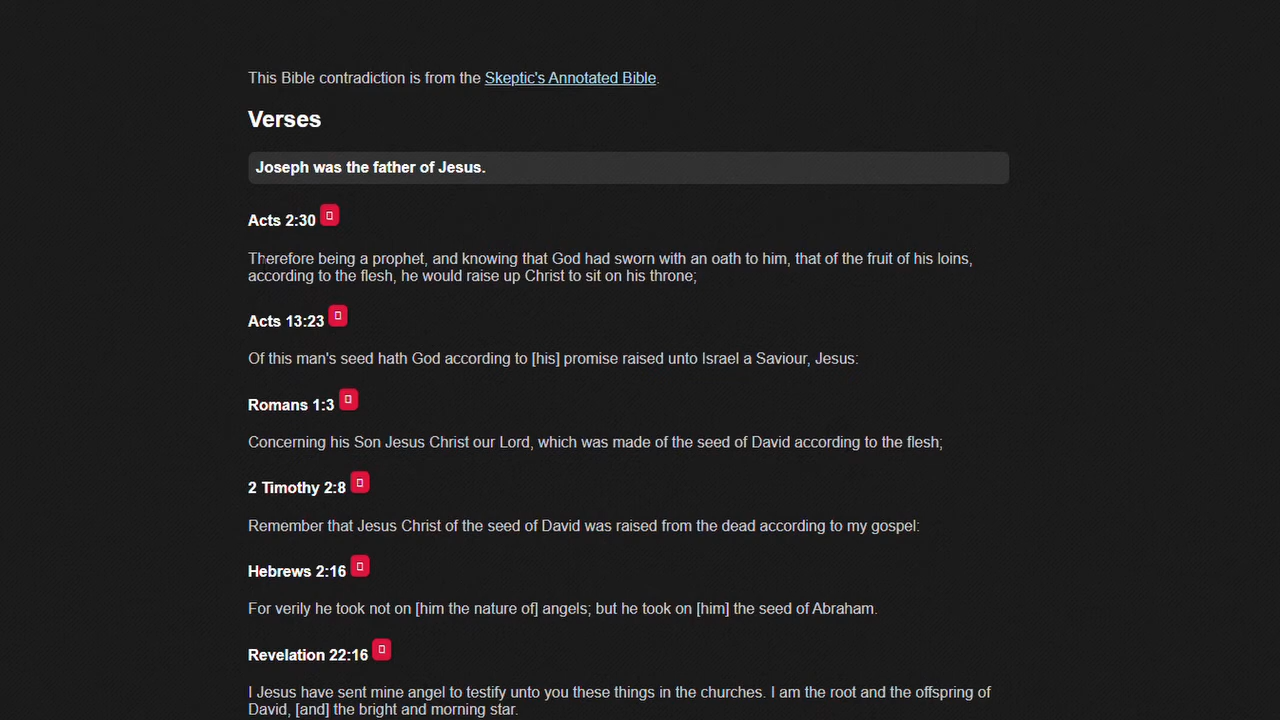 This Bible contradiction is from the Skeptic's Annotated Bible.
Verses
Joseph was the father of Jesus.
Acts 2:30
Therefore being a prophet, and knowing that God had sworn with an oath to him, that of the fruit of his loins,
according to the flesh, he would raise up Christ to sit on his throne;
Acts 13:23
Of this man's seed hath God according to [his] promise raised unto Israel a Saviour, Jesus:
Romans 1:3
Concerning his Son Jesus Christ our Lord, which was made of the seed of David according to the flesh;
2 Timothy 2:8
Remember that Jesus Christ of the seed of David was raised from the dead according to my gospel:
Hebrews 2:16
For verily he took not on [him the nature of] angels; but he took on [him] the seed of Abraham.
Revelation 22:16
I Jesus have sent mine angel to testify unto you these things in the churches. I am the root and the offspring of
David, [and] the bright and morning star.